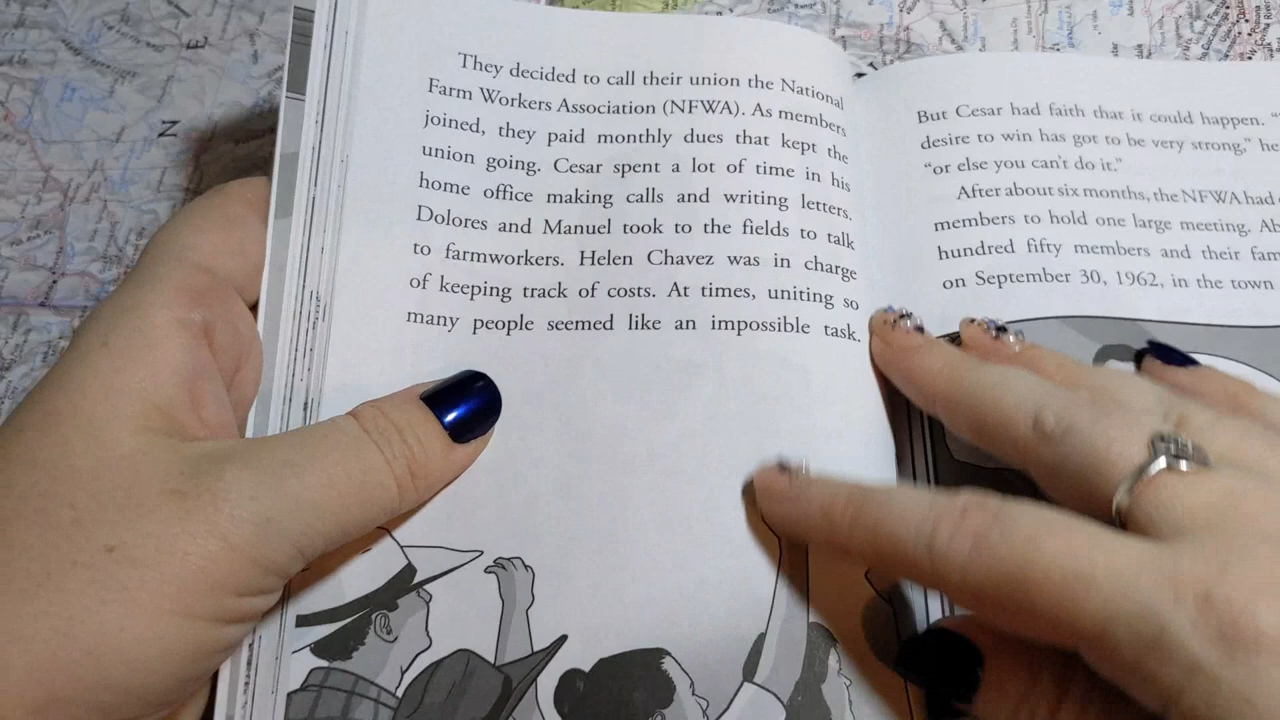 They decided to call their union the National
Farm Workers Association (NFWA). As members
joined, they paid monthly dues that kept the
union going. Cesar spent a lot of time in his
home office making calls and writing letters.
Dolores and Manuel took to the fields to talk
to farmworkers. Helen Chavez was in charge
of keeping track of costs. At times, uniting so
many people seemed like an impossible task.
But Cesar had faith that it could happen. “
desire to win has got to be very strong,” he
“or else you can’t do it.”
After about six months, the NFWA had
members to hold one large meeting.
hundred fifty members and their
on September 30, 1962, in the town
N
E